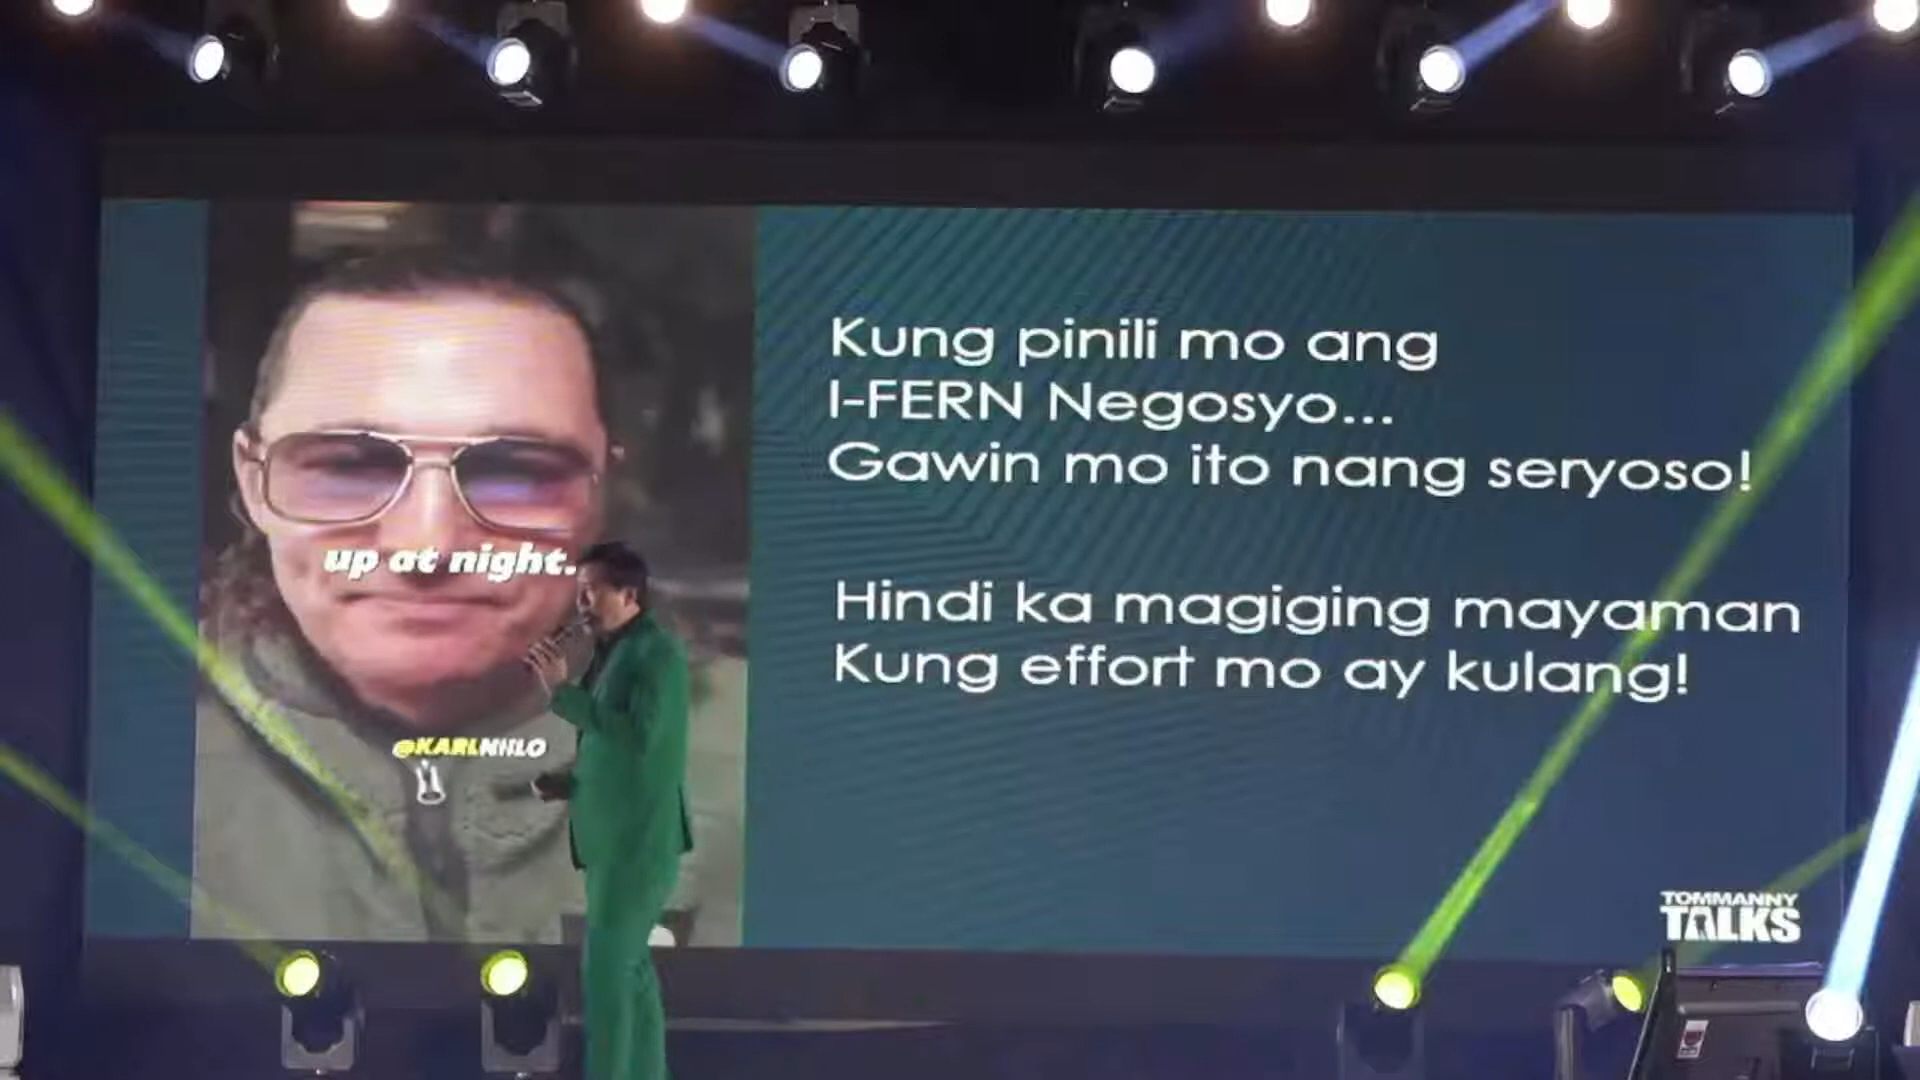 up at night.
@KARLNIILO
Kung pinili mo ang
I-FERN Negosyo...
Gawin mo ito nang seryoso!
Hindi ka magiging mayaman
Kung effort mo ay kulang!
TOMMANNY
TALKS